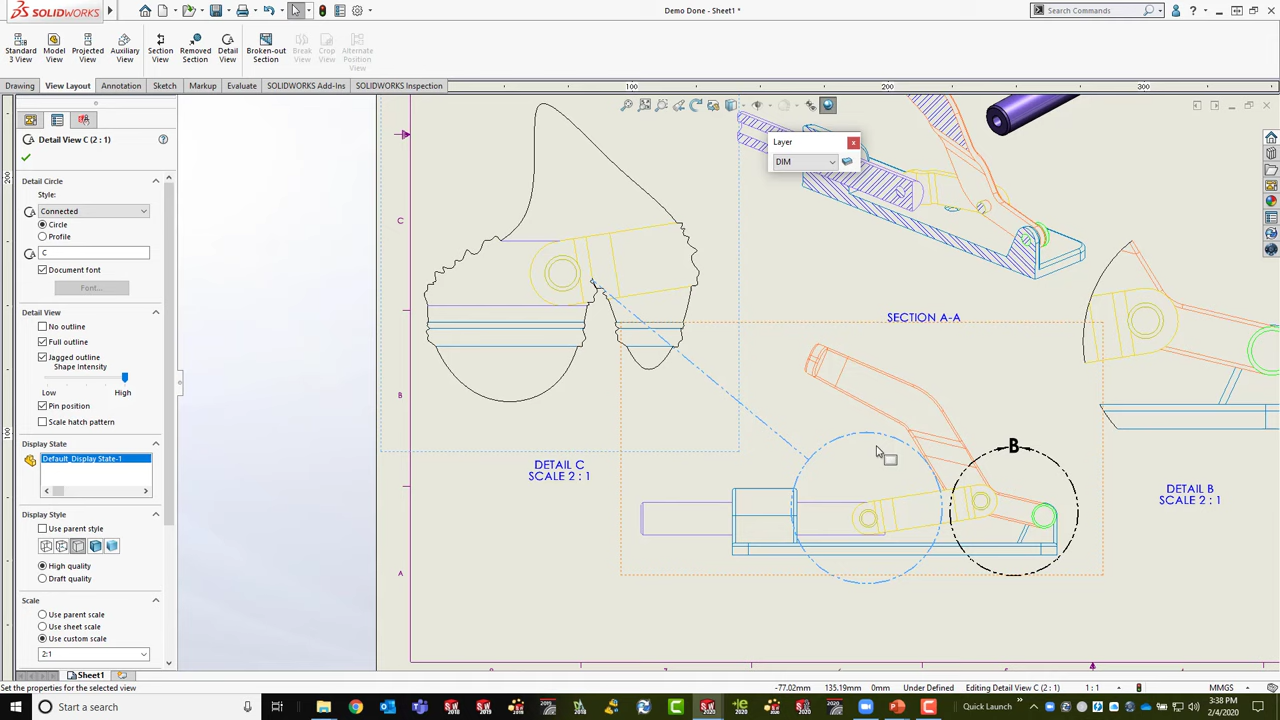 SOLIDWORKS
Demo Done - Sheet1 *
Search Commands
Standard 3 View
Model View
Projected View
Auxiliary View
Section View
Removed Section
Detail View
Broken-out Section
Break View
Crop View
Alternate Position View
Drawing
View Layout
Annotation
Sketch
Markup
Evaluate
SOLIDWORKS Add-Ins
SOLIDWORKS Inspection
100
200
300
Detail View C (2 : 1)
Detail Circle
Style:
Connected
Circle
Profile
C
Document font
Font...
Detail View
No outline
Full outline
Jagged outline
Shape Intensity
Low
High
Pin position
Scale hatch pattern
Display State
Default_Display State-1
Display Style
Use parent style
High quality
Draft quality
Scale
Use parent scale
Use sheet scale
Use custom scale
2:1
200
100
C
B
A
Layer
DIM
SECTION A-A
B
DETAIL C
SCALE 2 : 1
DETAIL B
SCALE 2 : 1
Sheet1
Set the properties for the selected view
-77.02mm
135.19mm
0mm
Under Defined
Editing Detail View C (2 : 1)
1 : 1
MMGS
Start a search
Quick Launch
3:38 PM
2/4/2020